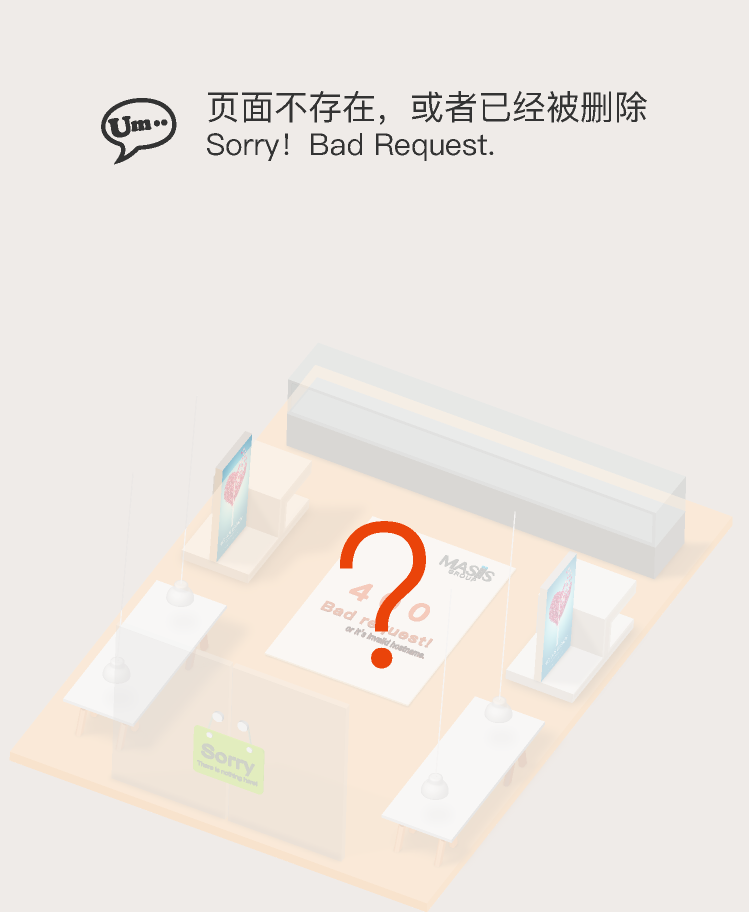 Um..
页面不存在，或者已经被删除
Sorry！Bad Request.
MASIS
GROUP
4 0 0
Bad request!
or it's invalid hostname.
Sorry
There is nothing here!